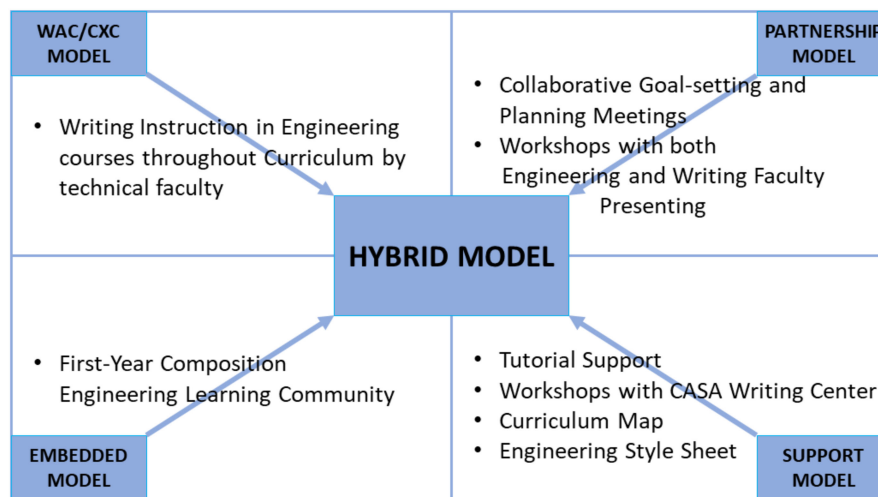 WAC/CXC
MODEL
• Writing Instruction in Engineering
courses throughout Curriculum by
technical faculty
PARTNERSHIP
MODEL
• Collaborative Goal-setting and
Planning Meetings
• Workshops with both
Engineering and Writing Faculty
Presenting
HYBRID MODEL
• First-Year Composition
Engineering Learning Community
EMBEDDED
MODEL
• Tutorial Support
• Workshops with CASA Writing Center
• Curriculum Map
• Engineering Style Sheet
SUPPORT
MODEL